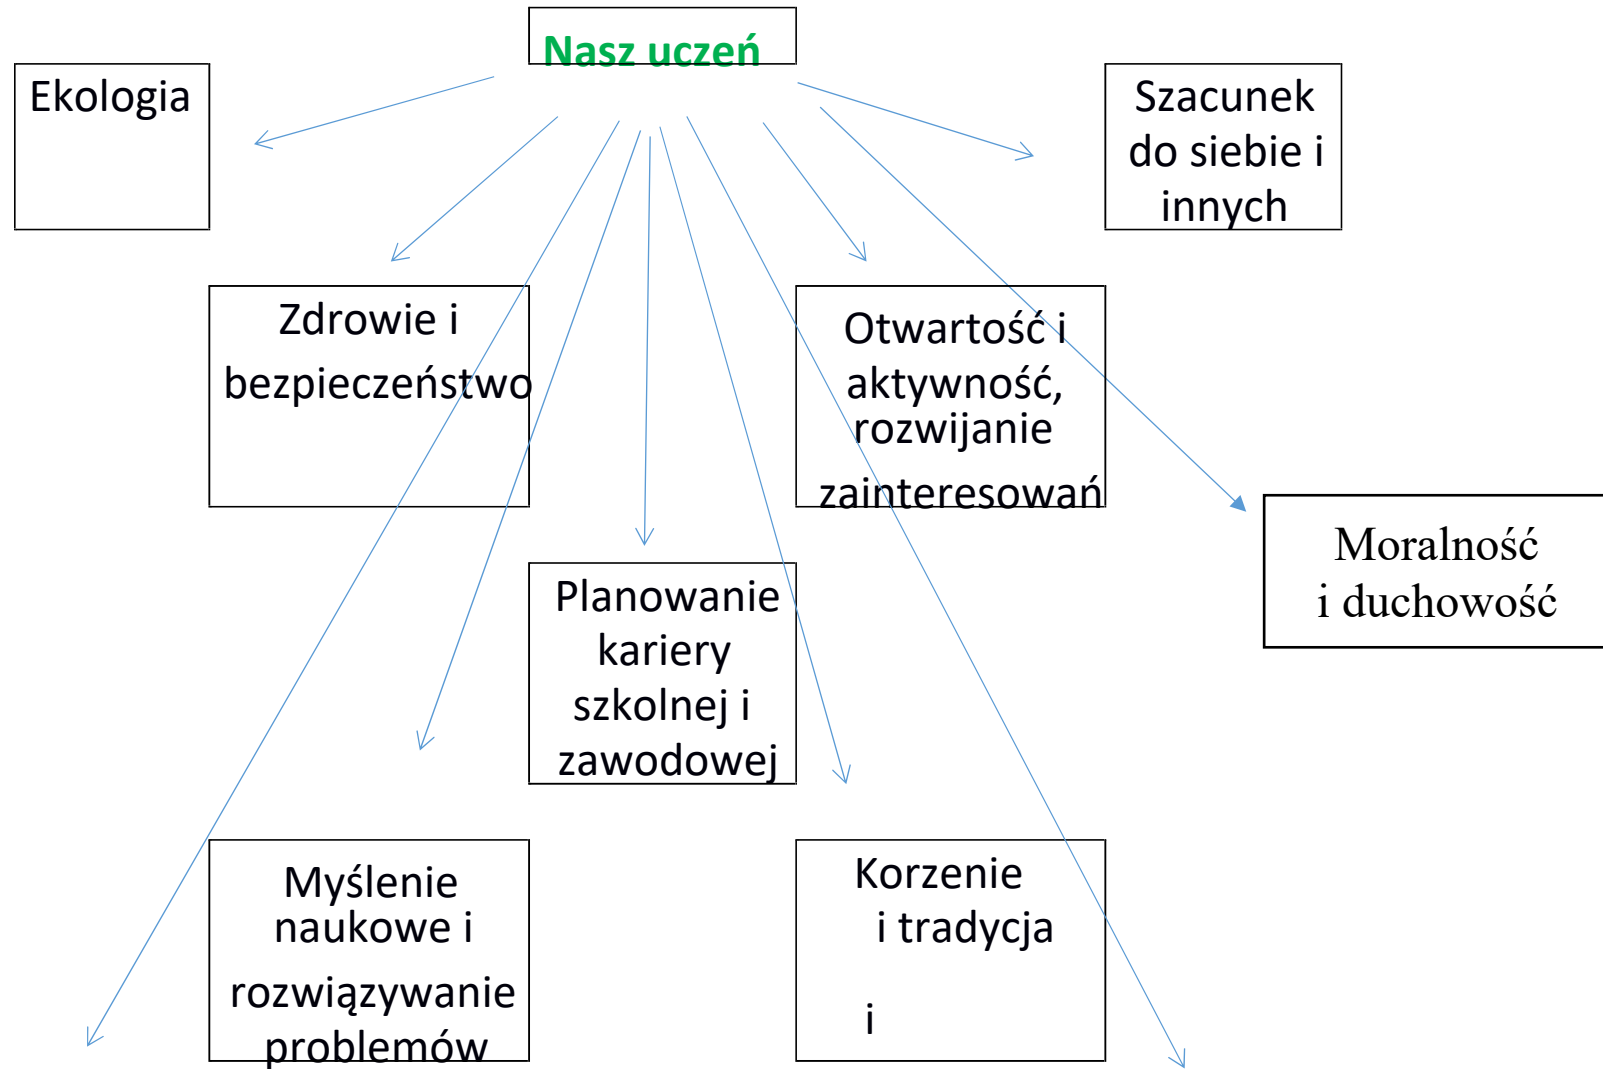 Nasz uczeń
Ekologia
Szacunek
do siebie i
innych
Zdrowie i
bezpieczeństwo
Otwartość i
aktywność,
rozwijanie
zainteresowań
Moralność
i duchowość
Planowanie
kariery
szkolnej i
zawodowej
Myślenie
naukowe i
rozwiązywanie
problemów
Korzenie
i tradycja
i